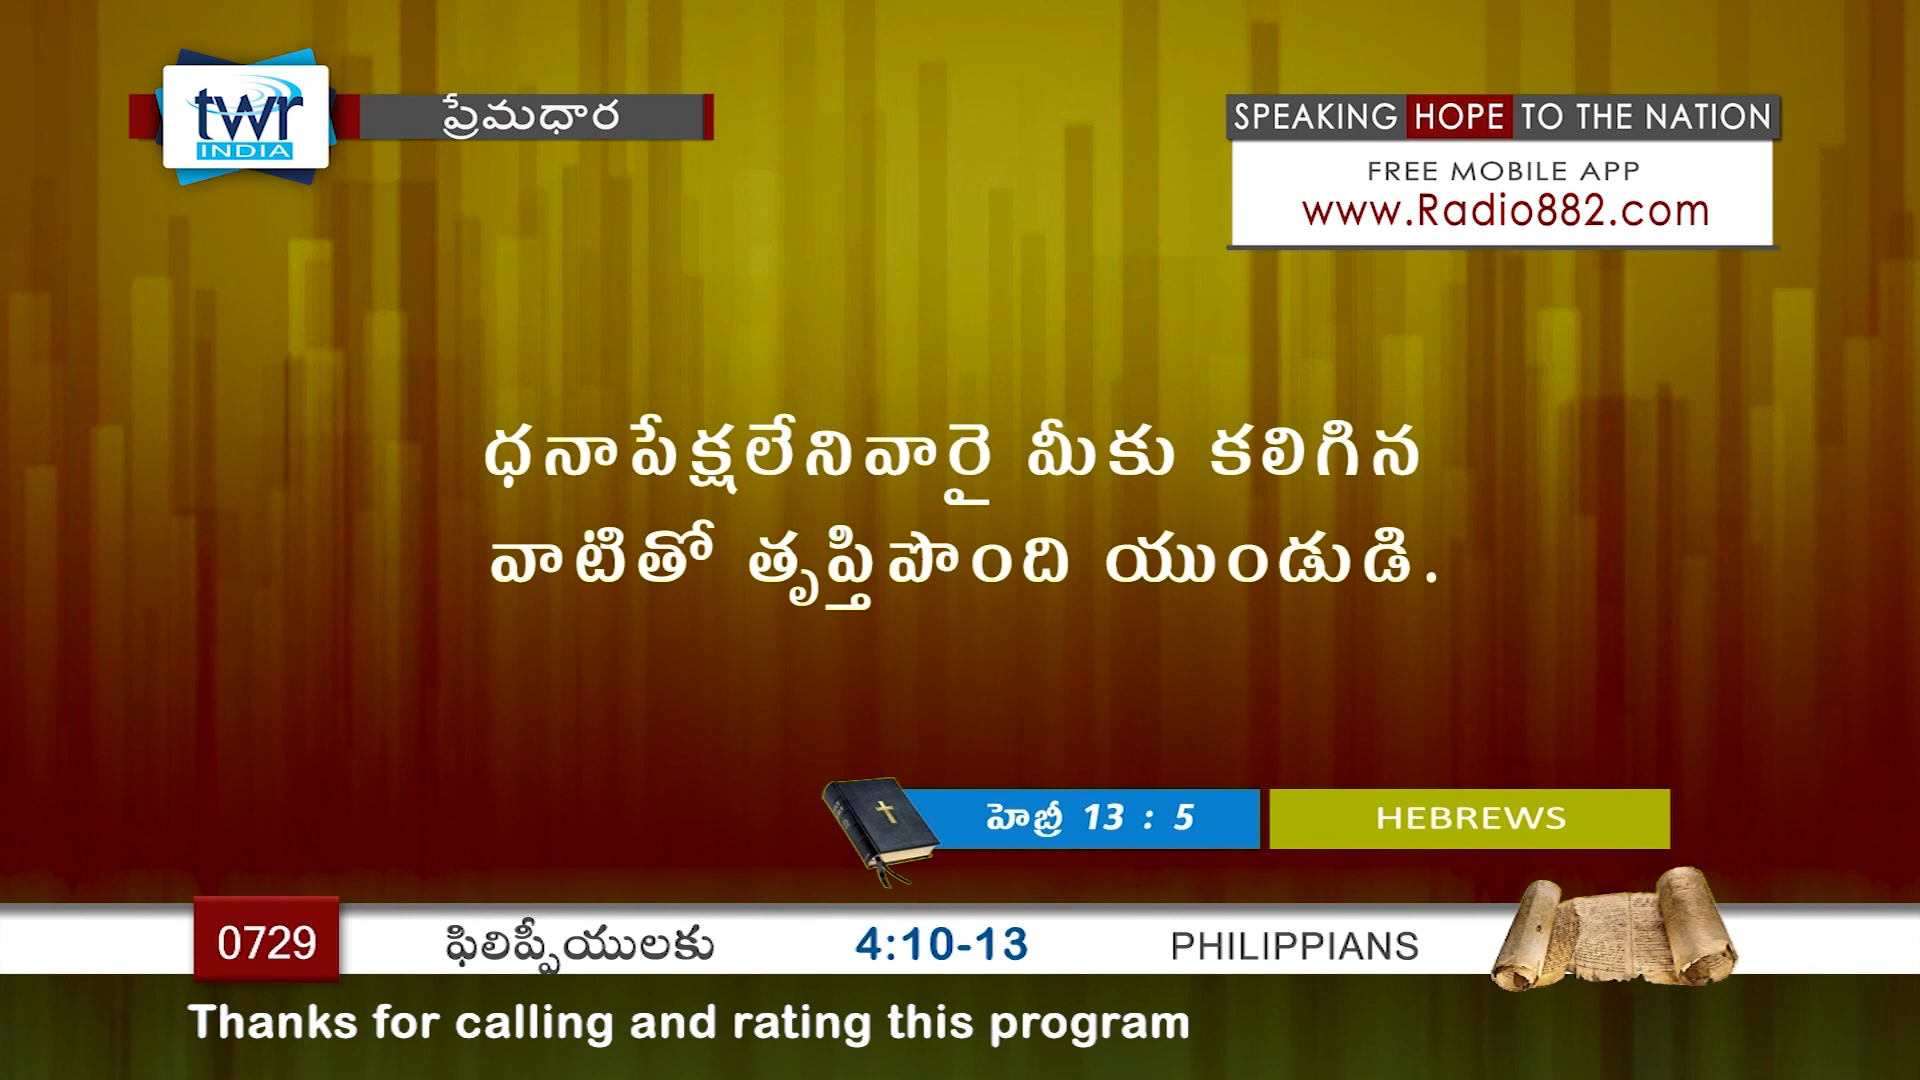 twr
INDIA
ప్రేమధార
SPEAKING HOPE TO THE NATION
FREE MOBILE APP
www.Radio882.com
ధనాపేక్షలేనివారై మీకు కలిగిన
వాటితో తృప్తిపొంది యుండుడి.
హెబ్రీ 13 : 5
HEBREWS
0729 ఫిలిప్పీయులకు 4:10-13 PHILIPPIANS
Thanks for calling and rating this program